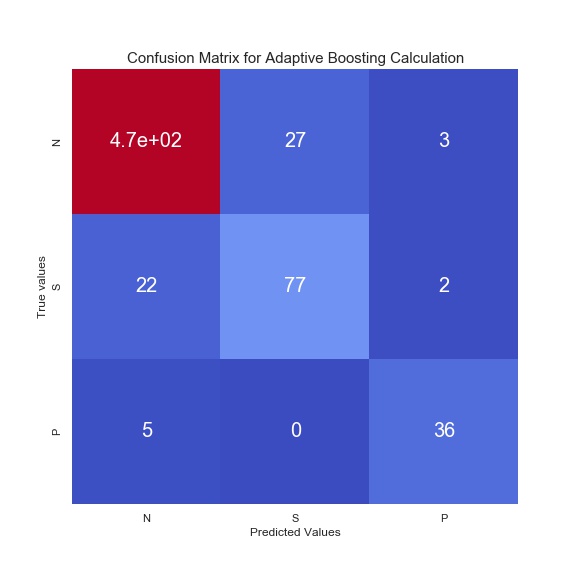 Confusion Matrix for Adaptive Boosting Calculation
N
4.7e+02 27 3
True values
S
22 77 2
P
5 0 36
N S P
Predicted Values